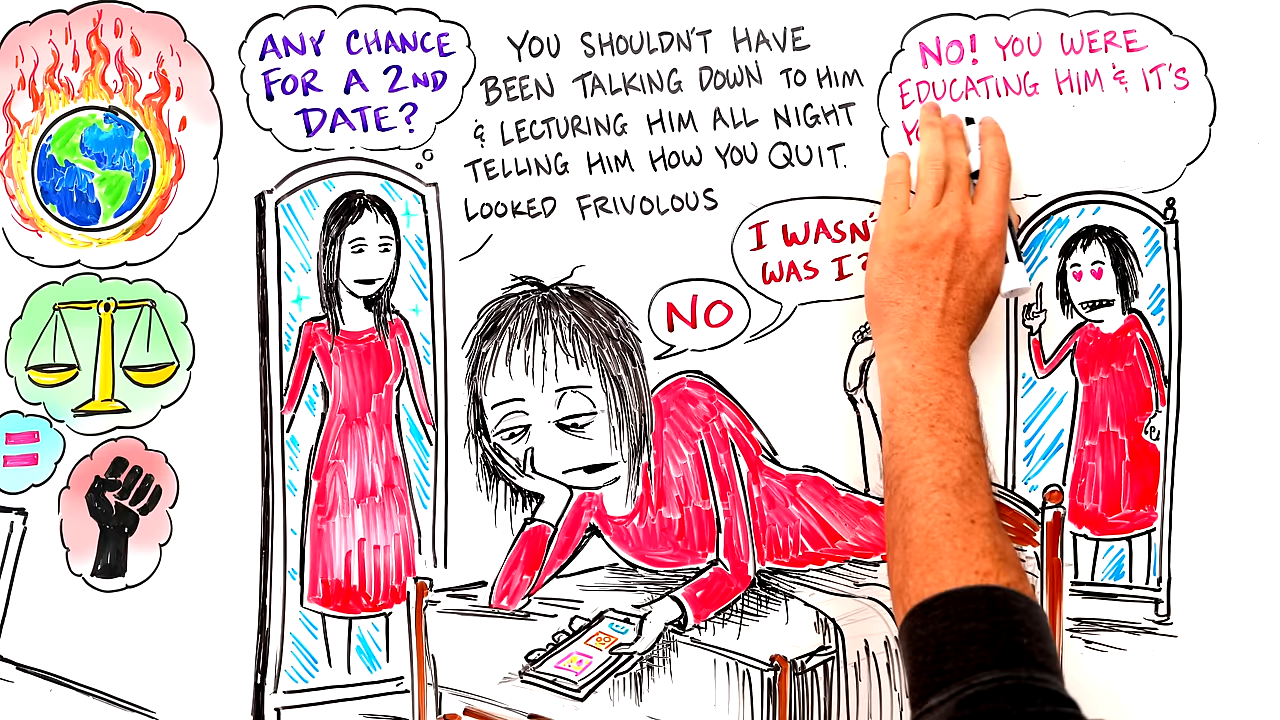 ANY CHANCE
FOR A 2ND
DATE?
YOU SHOULDN'T HAVE
BEEN TALKING DOWN TO HIM
& LECTURING HIM ALL NIGHT
TELLING HIM HOW YOU QUIT.
LOOKED FRIVOLOUS
NO
I WASN'
WAS I?
NO! YOU WERE
EDUCATING HIM & IT'S